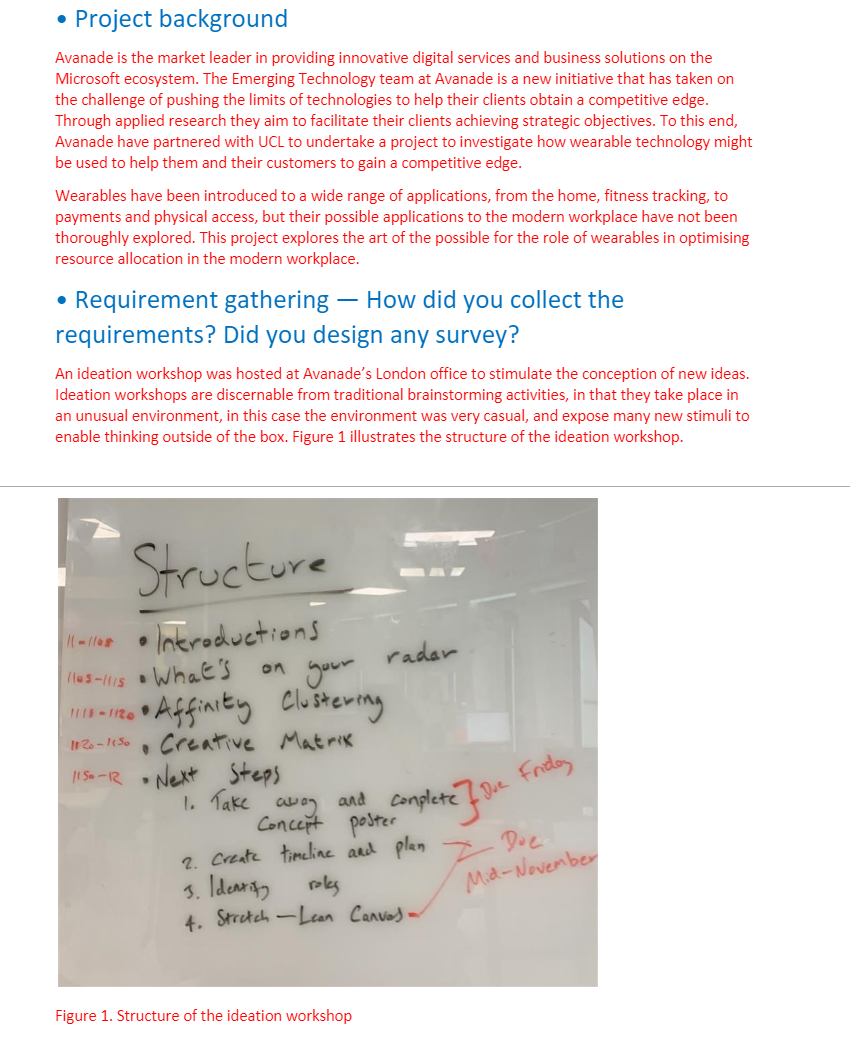 • Project background
Avanade is the market leader in providing innovative digital services and business solutions on the
Microsoft ecosystem. The Emerging Technology team at Avanade is a new initiative that has taken on
the challenge of pushing the limits of technologies to help their clients obtain a competitive edge.
Through applied research they aim to facilitate their clients achieving strategic objectives. To this end,
Avanade have partnered with UCL to undertake a project to investigate how wearable technology might
be used to help them and their customers to gain a competitive edge.
Wearables have been introduced to a wide range of applications, from the home, fitness tracking, to
payments and physical access, but their possible applications to the modern workplace have not been
thoroughly explored. This project explores the art of the possible for the role of wearables in optimising
resource allocation in the modern workplace.
• Requirement gathering — How did you collect the
requirements? Did you design any survey?
An ideation workshop was hosted at Avanade’s London office to stimulate the conception of new ideas.
Ideation workshops are discernable from traditional brainstorming activities, in that they take place in
an unusual environment, in this case the environment was very casual, and expose many new stimuli to
enable thinking outside of the box. Figure 1 illustrates the structure of the ideation workshop.
Structure
11-1105 • Introductions
1105-1115 • What's on your radar
1115-1120 • Affinity Clustering
1120-1150 • Creative Matrix
1150-12 • Next Steps
1. Take away and complete } Due Friday
Concept poster
2. Create timeline and plan Due
3. Identify roles Mid-November
4. Stretch - Lean Canvas
Figure 1. Structure of the ideation workshop